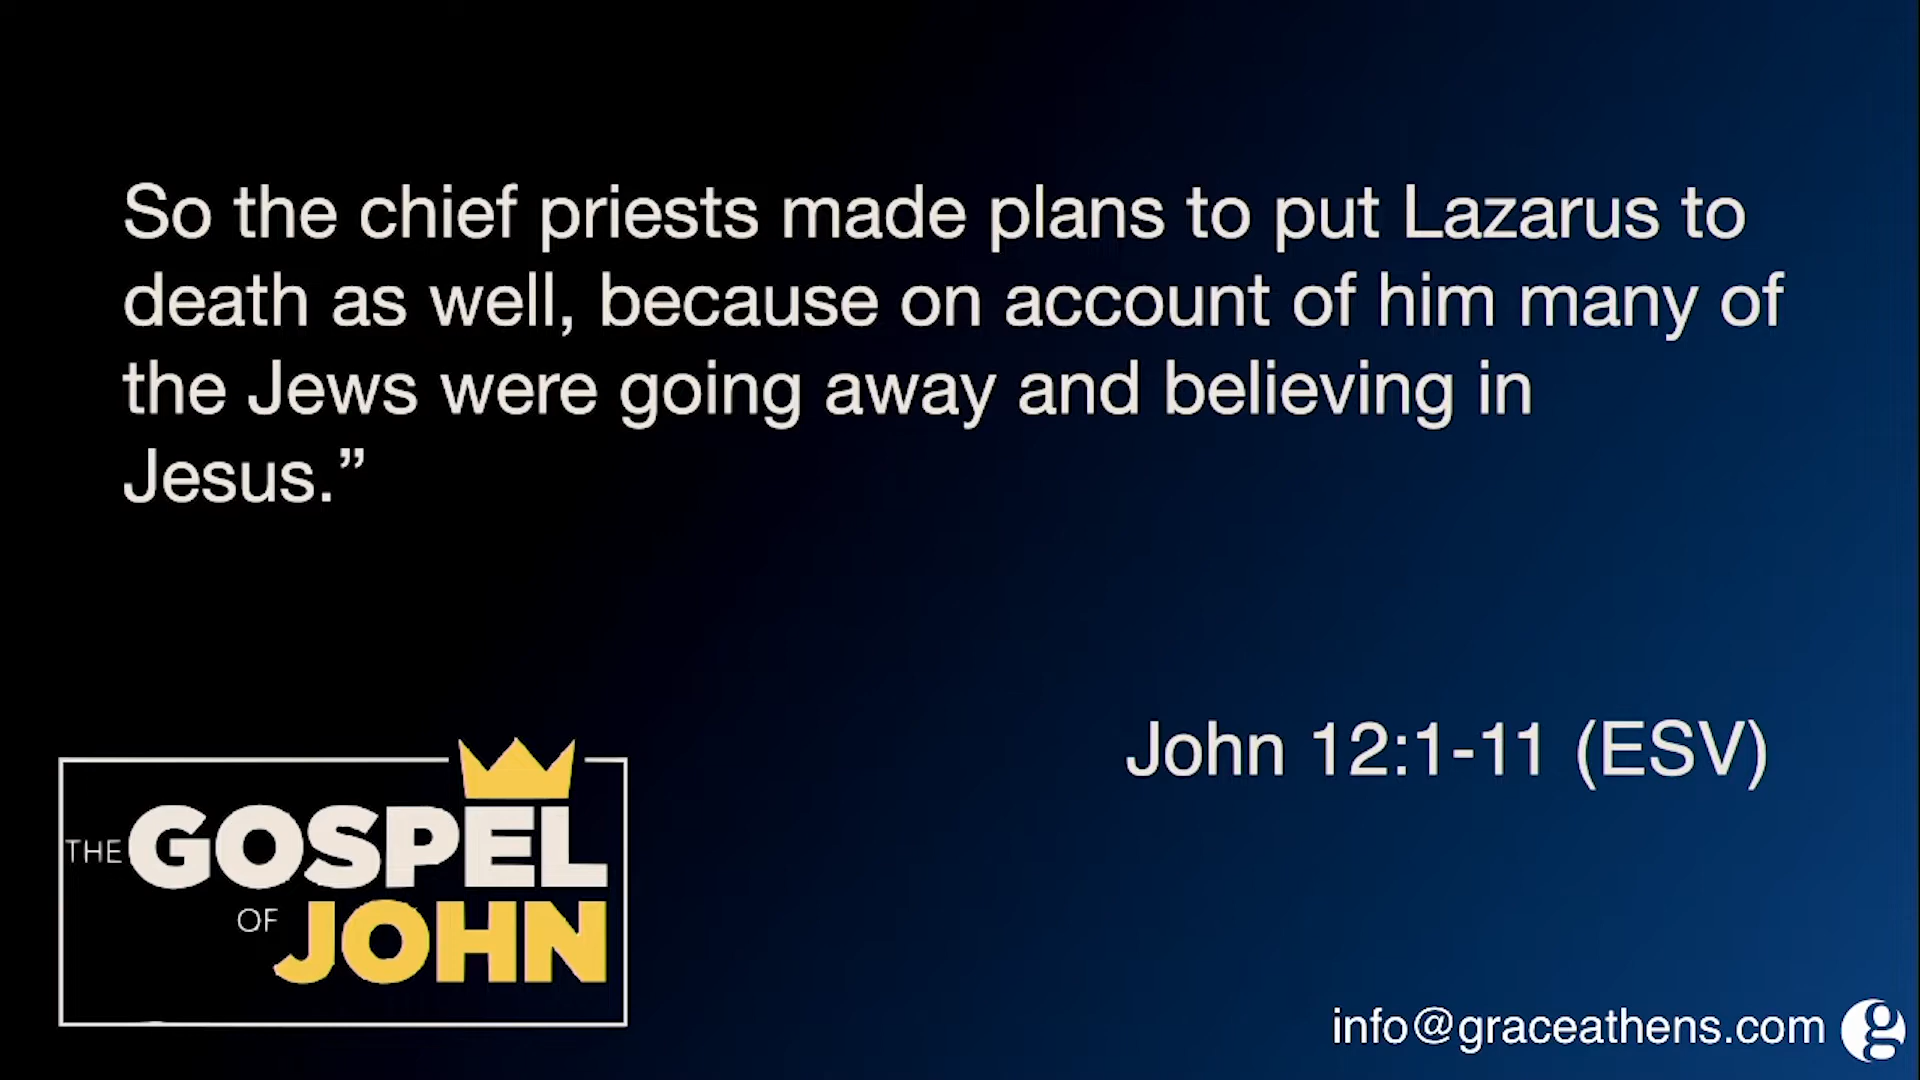 So the chief priests made plans to put Lazarus to
death as well, because on account of him many of
the Jews were going away and believing in
Jesus.”
John 12:1-11 (ESV)
THE GOSPEL
OF JOHN
info@graceathens.com g